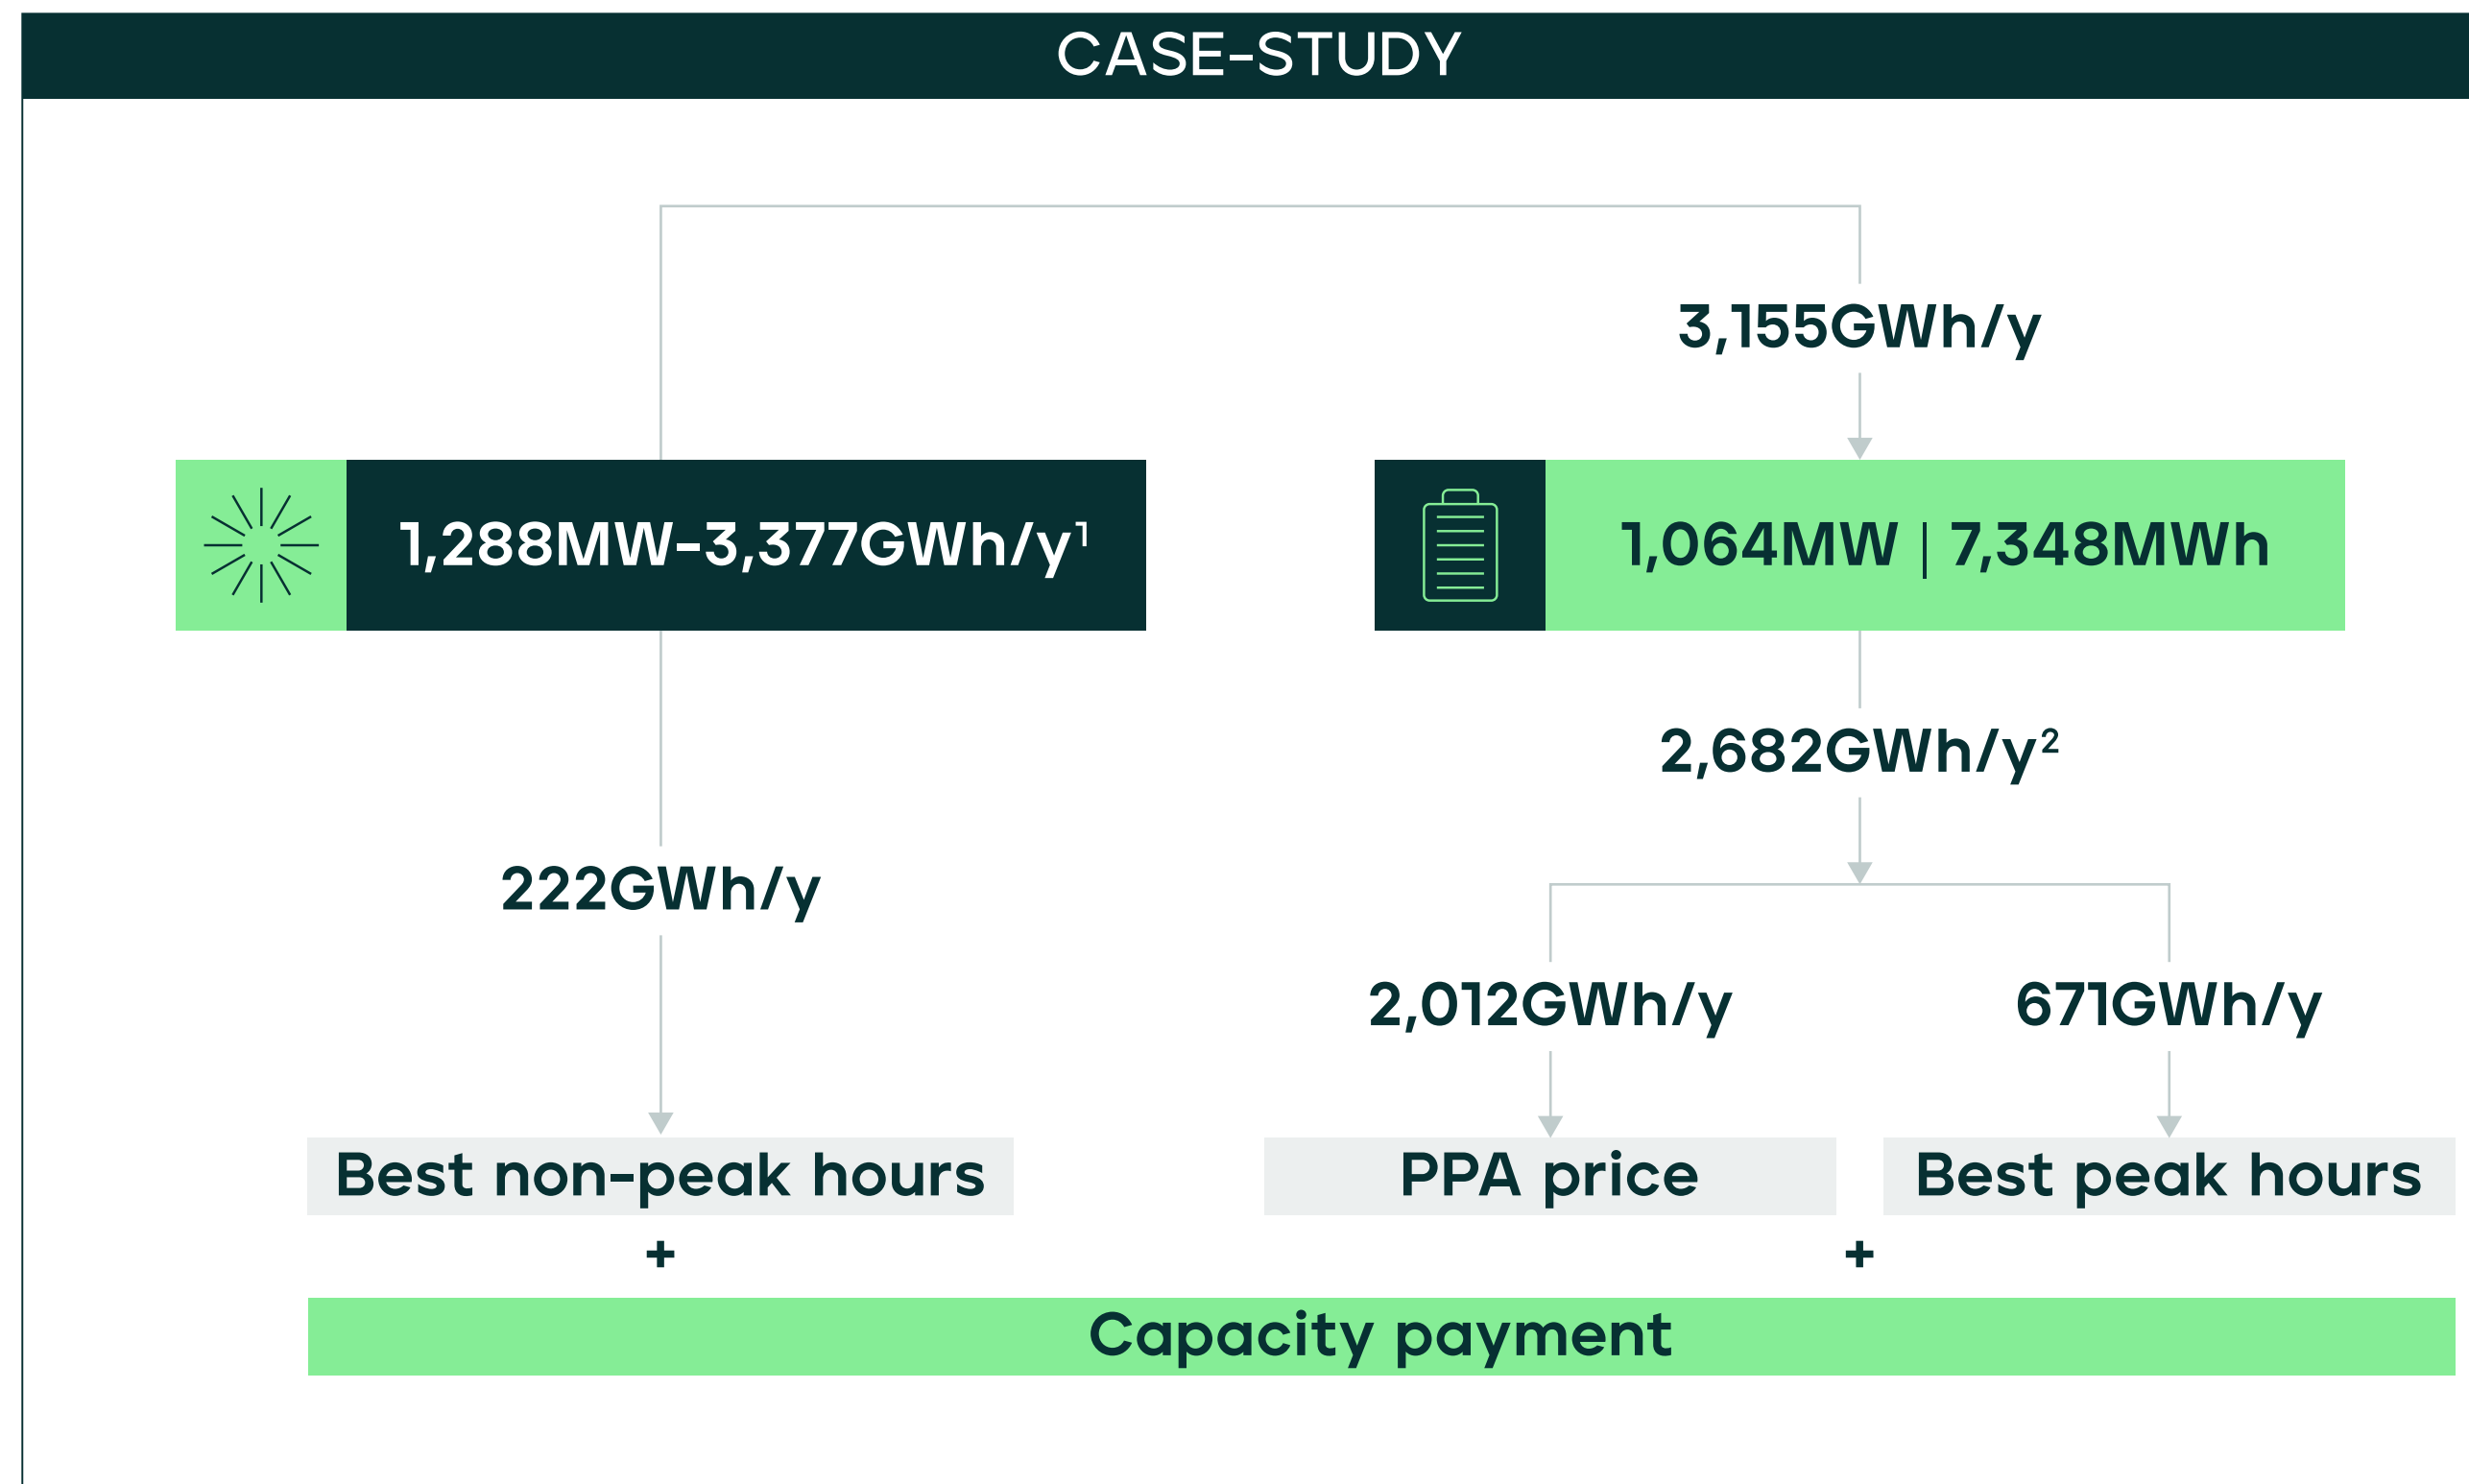 CASE-STUDY
3,155GWh/y
1,288MW-3,377GWh/y¹
1,064MW | 7,348MWh
2,682GWh/y²
222GWh/y
2,012GWh/y
671GWh/y
Best non-peak hours
PPA price
Best peak hours
+
+
Capacity payment